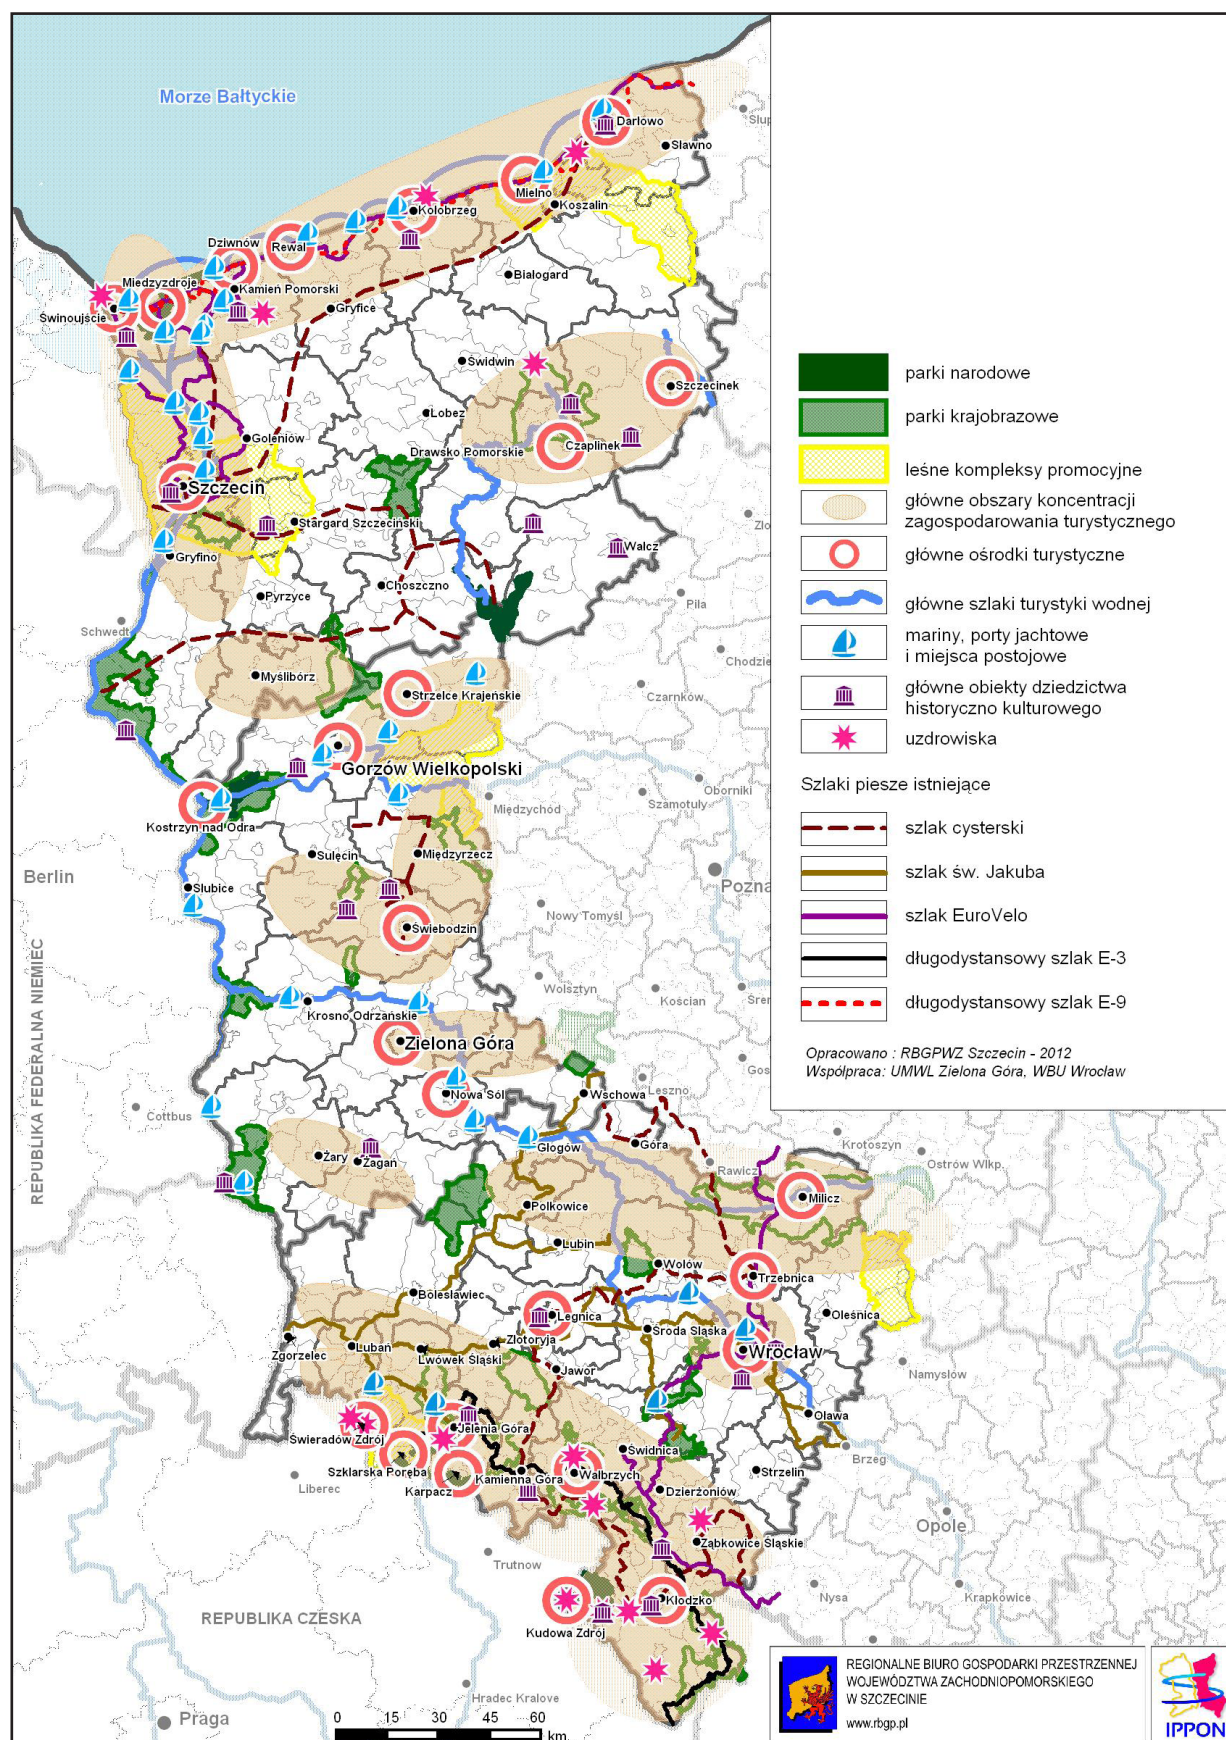 Morze Bałtyckie
Darłowo
Słup
Sławno
Mielno
Koszalin
Kołobrzeg
Dziwnów
Rewal
Białogard
Miedzyzdroje
Kamień Pomorski
Świnoujście
Gryfice
Świdwin
Szczecinek
Łobez
Goleniów
Drawsko Pomorskie
Czaplinek
Szczecin
Stargard Szczeciński
Wałcz
Gryfino
Choszczno
Pyrzyce
Piła
Schwedt
Chodzie
Myślibórz
Strzelce Krajeńskie
Czarnków
Gorzów Wielkopolski
Oborniki
Międzychód
Szamotuły
Kostrzyn nad Odra
Sulęcin
Międzyrzecz
Berlin
Słubice
Pozna
Nowy Tomyśl
Świebodzin
REPUBLIKA FEDERALNA NIEMIEC
Wolsztyn
Kościan
Śrem
Krosno Odrzańskie
Zielona Góra
Gos
Leszno
Nowa Sól
Wschowa
Cottbus
Głogów
Góra
Krotoszyn
Rawicz
Ostrów Wlkp.
Żary
Żagań
Milicz
Polkowice
Lubin
Wołów
Trzebnica
Bolesławiec
Oleśnica
Legnica
Środa Śląska
Złotoryja
Zgorzelec
Lubań
Lwówek Śląski
Wrocław
Jawor
Namysłów
Oława
Świeradów Zdrój
Jelenia Góra
Świdnica
Brzeg
Szklarska Poręba
Kamienna Góra
Wałbrzych
Strzelin
Liberec
Karpacz
Dzierżoniów
Opole
Ząbkowice Śląskie
Trutnow
Nysa
Krapkowice
Kłodzko
REPUBLIKA CZESKA
Kudowa Zdrój
Hradec Kralove
Praga
0 15 30 45 60
km.
parki narodowe
parki krajobrazowe
leśne kompleksy promocyjne
główne obszary koncentracji
zagospodarowania turystycznego
główne ośrodki turystyczne
główne szlaki turystyki wodnej
mariny, porty jachtowe
i miejsca postojowe
główne obiekty dziedzictwa
historyczno kulturowego
uzdrowiska
Szlaki piesze istniejące
szlak cysterski
szlak św. Jakuba
szlak EuroVelo
długodystansowy szlak E-3
długodystansowy szlak E-9
Opracowano : RBGPWZ Szczecin - 2012
Współpraca: UMWL Zielona Góra, WBU Wrocław
REGIONALNE BIURO GOSPODARKI PRZESTRZENNEJ
WOJEWÓDZTWA ZACHODNIOPOMORSKIEGO
W SZCZECINIE
www.rbgp.pl
IPPON